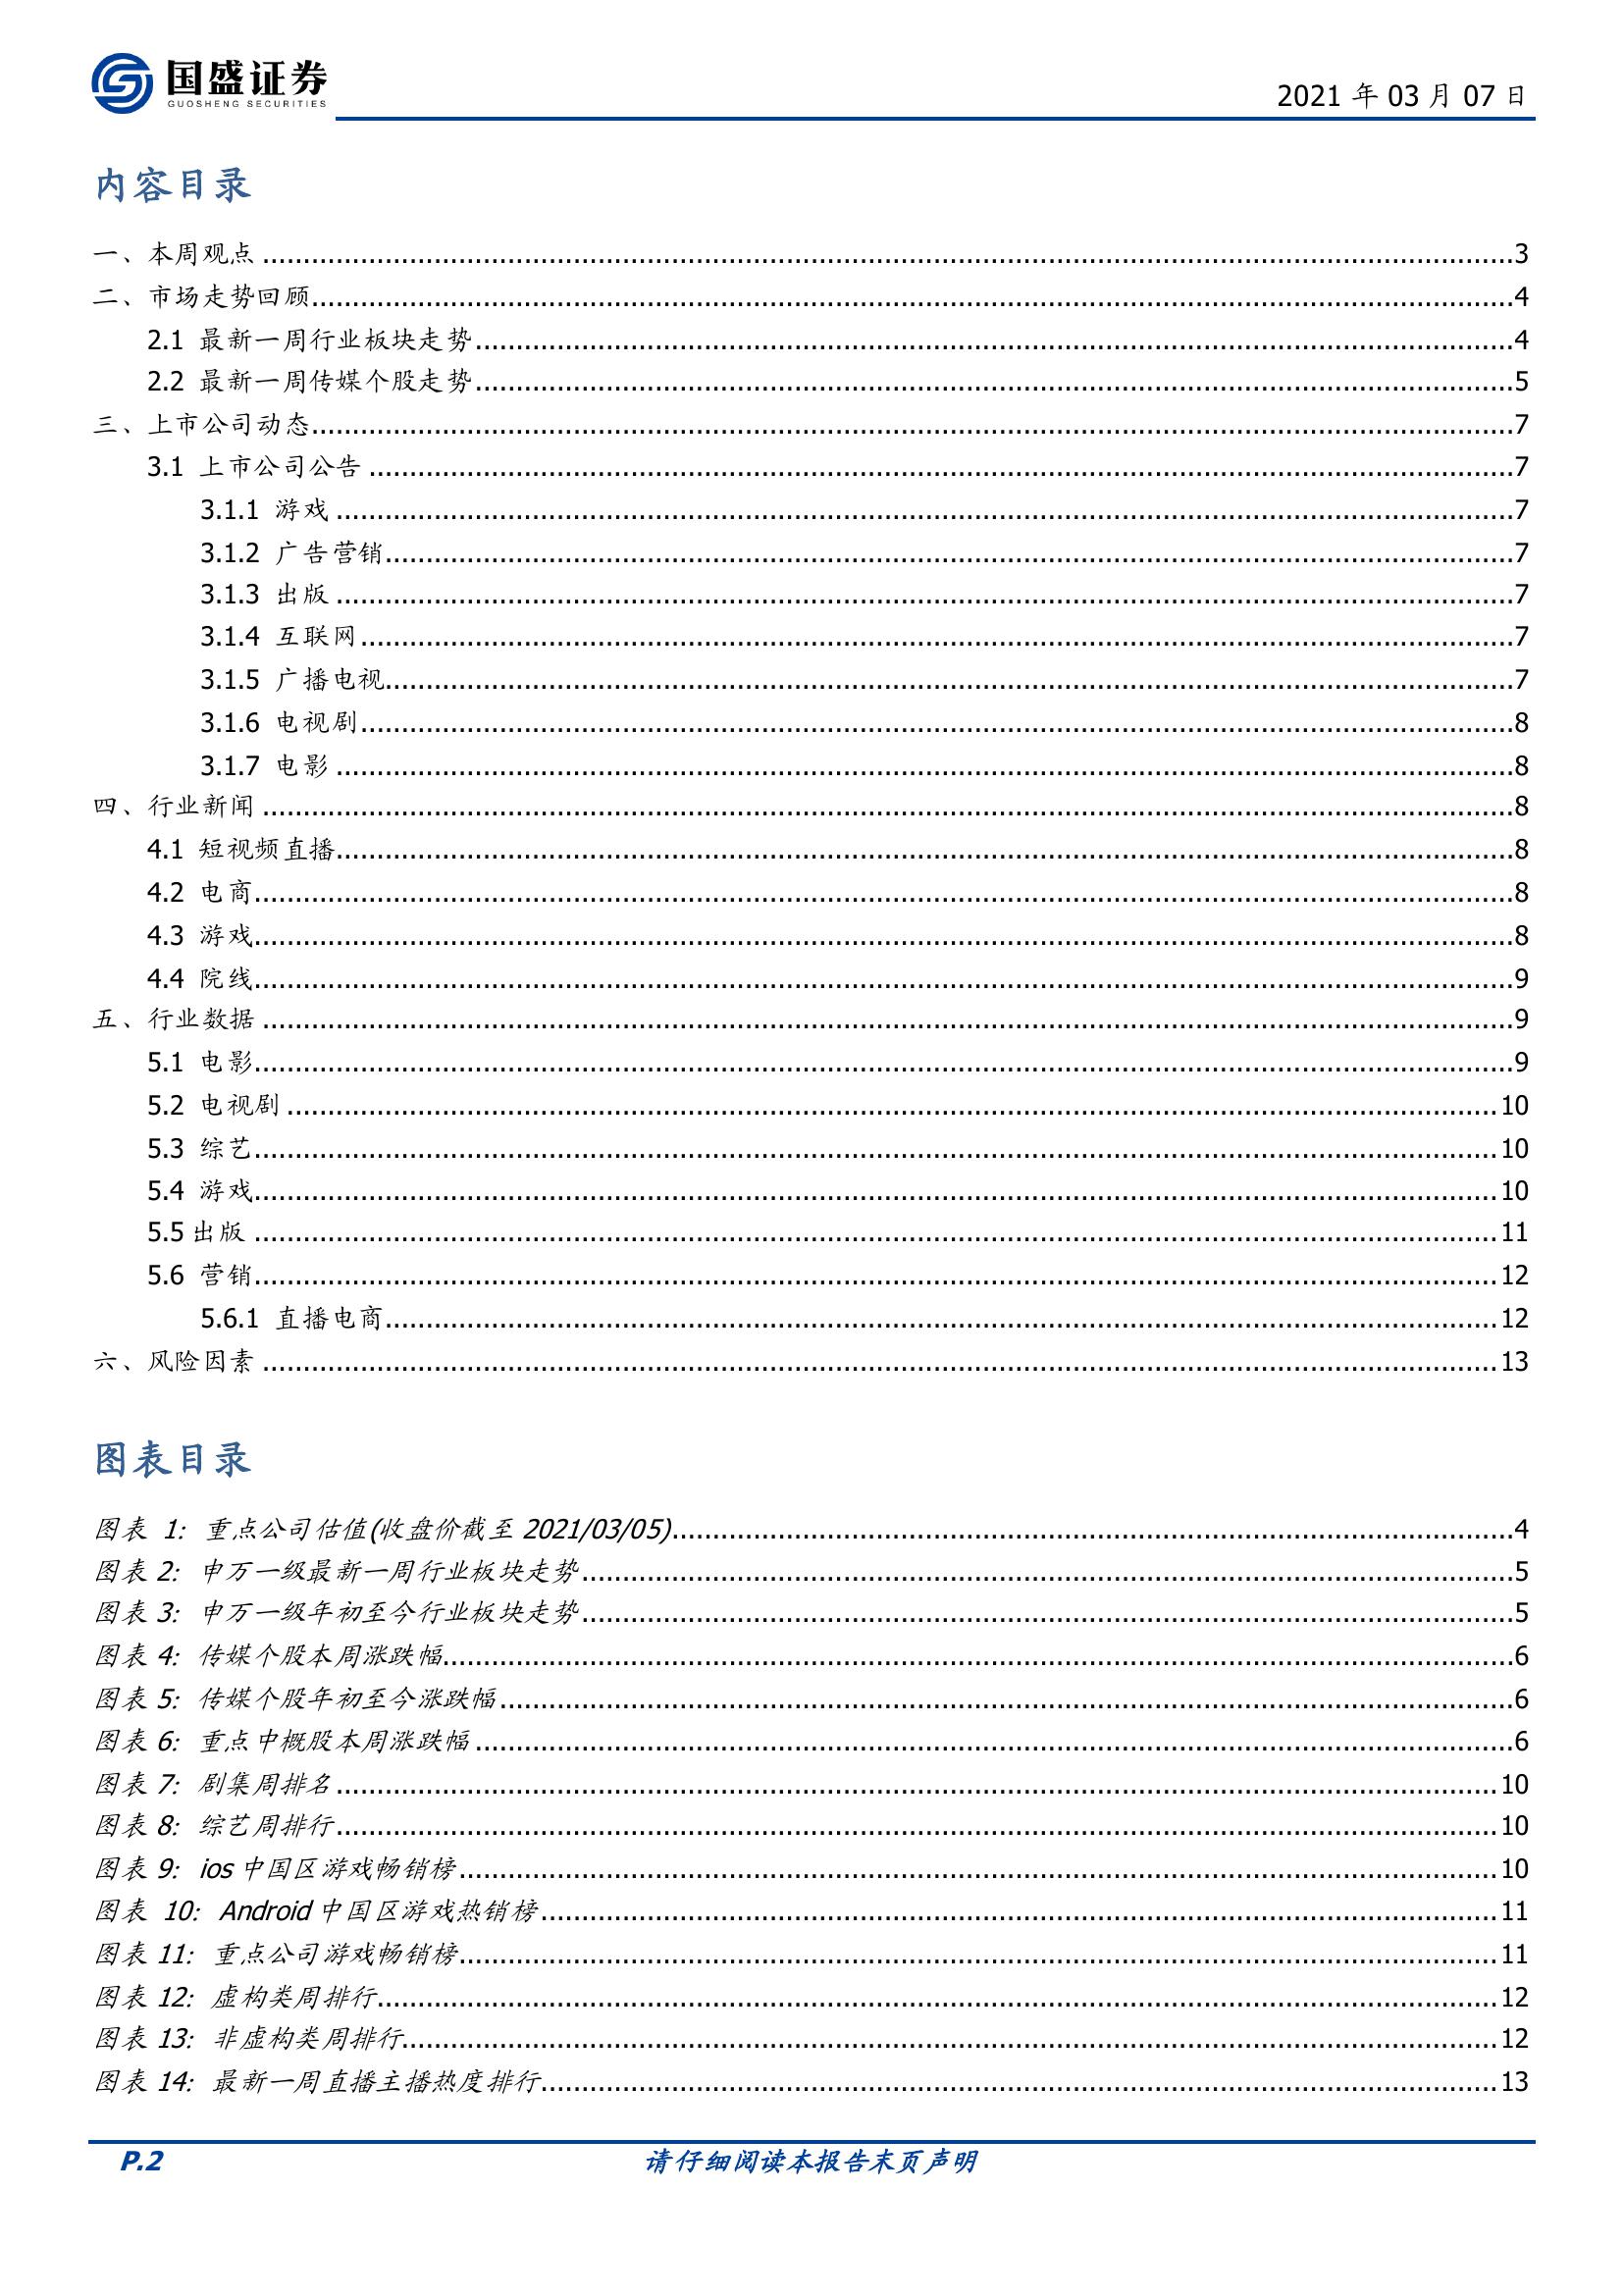 国盛证券
GUOSHENG SECURITIES
2021 年 03 月 07 日
内容目录
一、本周观点 ........ 3
二、市场走势回顾 ........ 4
2.1 最新一周行业板块走势 ........ 4
2.2 最新一周传媒个股走势 ........ 5
三、上市公司动态 ........ 7
3.1 上市公司公告 ........ 7
3.1.1 游戏 ........ 7
3.1.2 广告营销 ........ 7
3.1.3 出版 ........ 7
3.1.4 互联网 ........ 7
3.1.5 广播电视 ........ 7
3.1.6 电视剧 ........ 8
3.1.7 电影 ........ 8
四、行业新闻 ........ 8
4.1 短视频直播 ........ 8
4.2 电商 ........ 8
4.3 游戏 ........ 8
4.4 院线 ........ 9
五、行业数据 ........ 9
5.1 电影 ........ 9
5.2 电视剧 ........ 10
5.3 综艺 ........ 10
5.4 游戏 ........ 10
5.5 出版 ........ 11
5.6 营销 ........ 12
5.6.1 直播电商 ........ 12
六、风险因素 ........ 13
图表目录
图表 1: 重点公司估值(收盘价截至 2021/03/05) ........ 4
图表 2: 申万一级最新一周行业板块走势 ........ 5
图表 3: 申万一级年初至今行业板块走势 ........ 5
图表 4: 传媒个股本周涨跌幅 ........ 6
图表 5: 传媒个股年初至今涨跌幅 ........ 6
图表 6: 重点中概股本周涨跌幅 ........ 6
图表 7: 剧集周排名 ........ 10
图表 8: 综艺周排行 ........ 10
图表 9: ios 中国区游戏畅销榜 ........ 10
图表 10: Android 中国区游戏热销榜 ........ 11
图表 11: 重点公司游戏畅销榜 ........ 11
图表 12: 虚构类周排行 ........ 12
图表 13: 非虚构类周排行 ........ 12
图表 14: 最新一周直播主播热度排行 ........ 13
P.2 请仔细阅读本报告末页声明